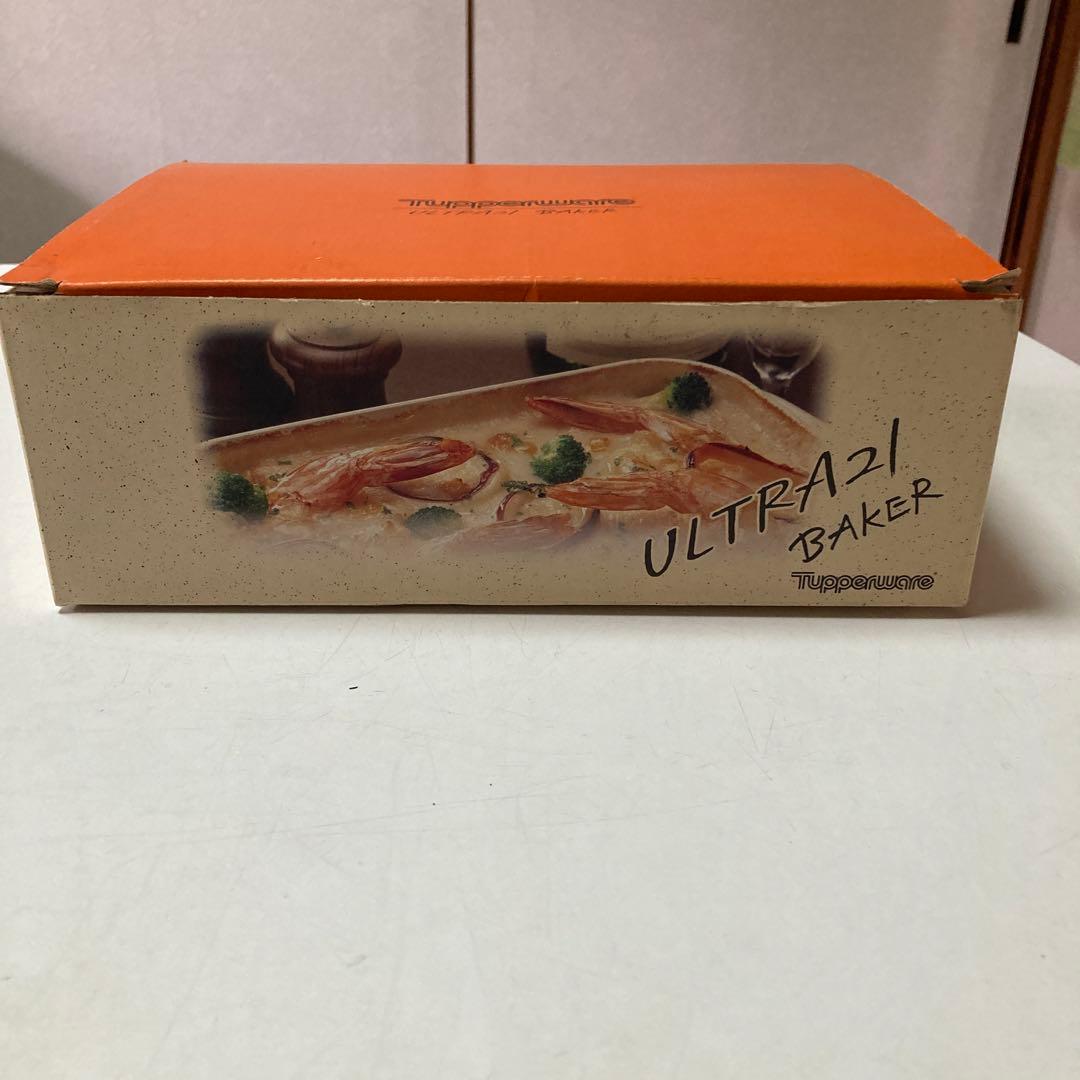 Tupperware
ULTRA21 BAKER
ULTRA21
BAKER
Tupperware